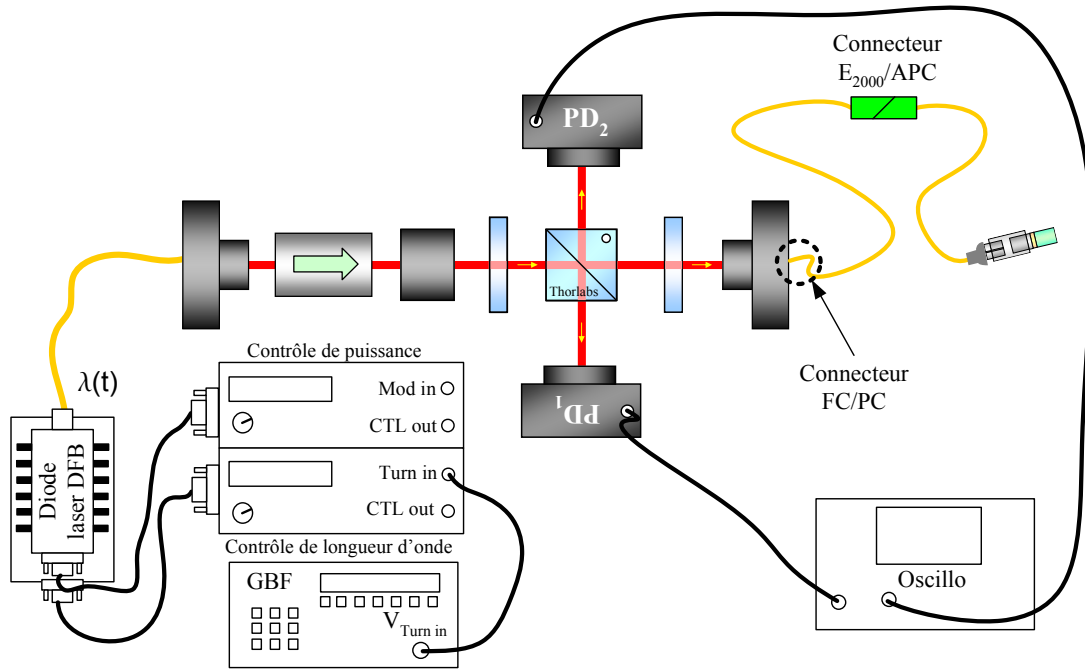 Connecteur
E2000/APC
PD2
Thorlabs
PD1
Connecteur
FC/PC
λ(t)
Contrôle de puissance
Mod in
CTL out
Turn in
CTL out
Contrôle de longueur d'onde
Diode
laser DFB
GBF
VTurn in
Oscillo